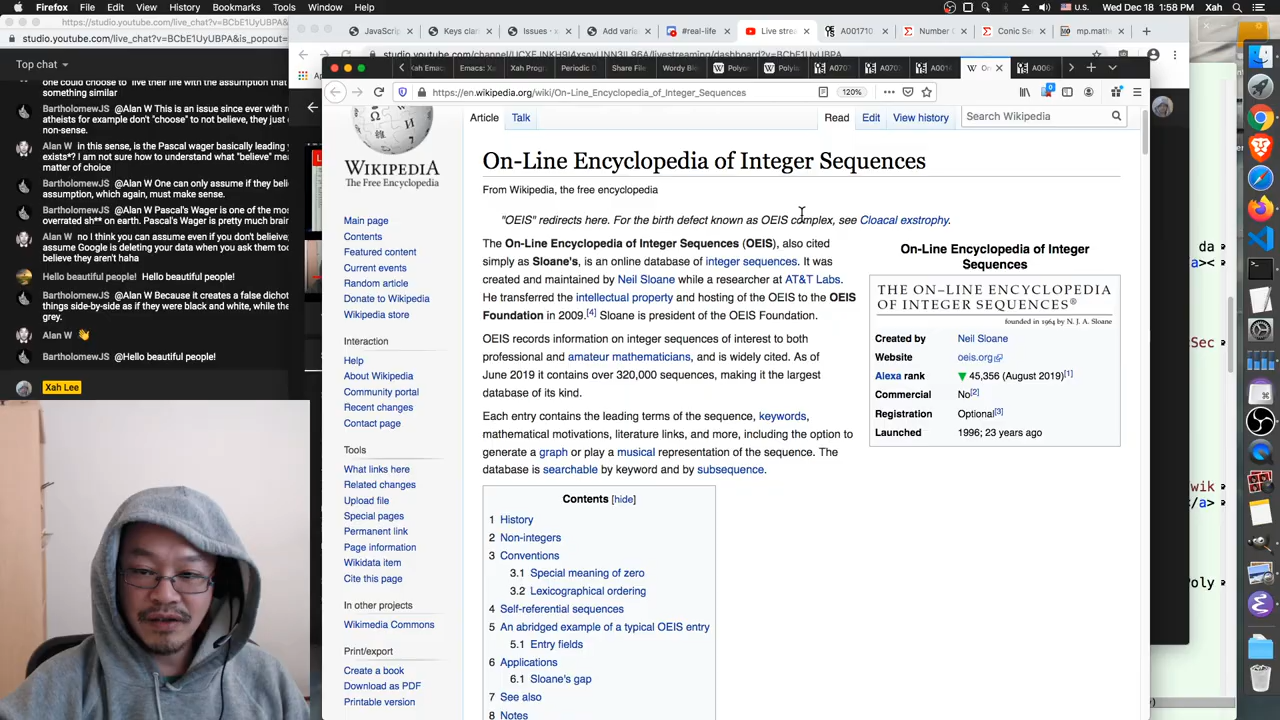 Firefox File Edit View History Bookmarks Tools Window Help Wed Dec 18 1:58 PM Xah
https://studio.youtube.com/live_chat?v=BCbE1UyUBPA&
https://studio.youtube.com/live_chat?v=BCbE1UyUBPA&is_popout=
Top chat
one could choose to live their life with the assumption that
something similar
BartholomewJS @Alan W This is an issue since ever with re
atheists for example don't "choose" to not believe, they just
non-sense.
Alan W in this sense, is the Pascal wager basically leading y
exists*? I am not sure how to understand what "believe" mea
matter of choice
BartholomewJS @Alan W One can only assume if they beli
assumption, which again, must make sense.
BartholomewJS @Alan W Pascal's Wager is one of the most
overrated sh* on earth. Pascal's Wager is pretty much brain
Alan W no I think you can assume even if you don't believe,
assume Google is deleting your data when you ask them to
believe they aren't haha
Hello beautiful people! Hello beautiful people!
BartholomewJS @Alan W Because it creates a false dichot
things side-by-side as if they were black and white, while the
grey.
Alan W 👋
BartholomewJS @Hello beautiful people!
Xah Lee
JavaScr Keys cla Issues - x Add varia #real-life Live strea A001710 Number Conic Sec mp.math
Xah Emac Emacs: Xa Xah Prog Periodic D Share File Wordy Bl Poly Polyb A070 A070 A001 On A006
https://en.wikipedia.org/wiki/On-Line_Encyclopedia_of_Integer_Sequences 120%
WIKIPEDIA
The Free Encyclopedia
Main page
Contents
Featured content
Current events
Random article
Donate to Wikipedia
Wikipedia store
Interaction
Help
About Wikipedia
Community portal
Recent changes
Contact page
Tools
What links here
Related changes
Upload file
Special pages
Permanent link
Page information
Wikidata item
Cite this page
In other projects
Wikimedia Commons
Print/export
Create a book
Download as PDF
Printable version
Article Talk Read Edit View history Search Wikipedia
On-Line Encyclopedia of Integer Sequences
From Wikipedia, the free encyclopedia
"OEIS" redirects here. For the birth defect known as OEIS complex, see Cloacal exstrophy.
The On-Line Encyclopedia of Integer Sequences (OEIS), also cited
simply as Sloane's, is an online database of integer sequences. It was
created and maintained by Neil Sloane while a researcher at AT&T Labs.
He transferred the intellectual property and hosting of the OEIS to the OEIS
Foundation in 2009.[4] Sloane is president of the OEIS Foundation.
OEIS records information on integer sequences of interest to both
professional and amateur mathematicians, and is widely cited. As of
June 2019 it contains over 320,000 sequences, making it the largest
database of its kind.
Each entry contains the leading terms of the sequence, keywords,
mathematical motivations, literature links, and more, including the option to
generate a graph or play a musical representation of the sequence. The
database is searchable by keyword and by subsequence.
Contents [hide]
1 History
2 Non-integers
3 Conventions
3.1 Special meaning of zero
3.2 Lexicographical ordering
4 Self-referential sequences
5 An abridged example of a typical OEIS entry
5.1 Entry fields
6 Applications
6.1 Sloane's gap
7 See also
8 Notes
On-Line Encyclopedia of Integer
Sequences
THE ON-LINE ENCYCLOPEDIA
OF INTEGER SEQUENCES®
founded in 1964 by N. J. A. Sloane
Created by Neil Sloane
Website oeis.org
Alexa rank ▼ 45,356 (August 2019)[1]
Commercial No[2]
Registration Optional[3]
Launched 1996; 23 years ago
da
a><
Sec
wik
</a>
Poly